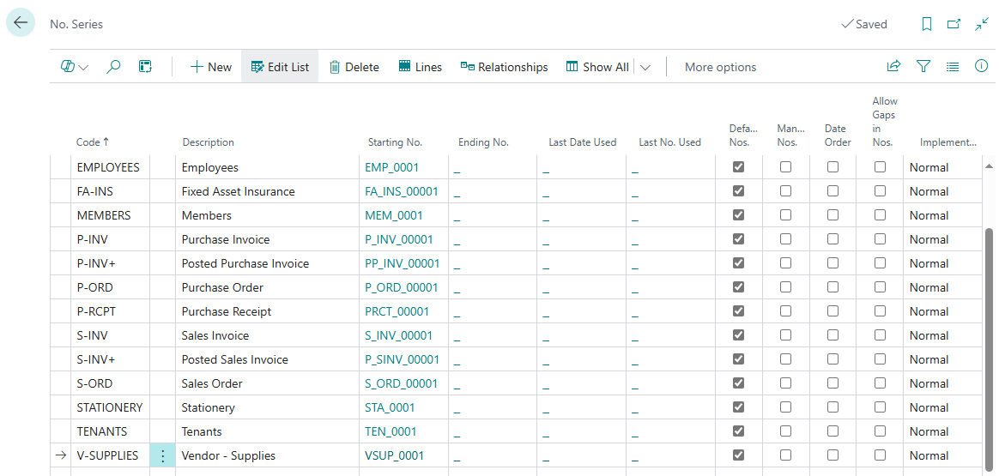 No. Series Saved
New Edit List Delete Lines Relationships Show All More options
Code ↑ Description Starting No. Ending No. Last Date Used Last No. Used Defa... Nos. Man... Nos. Date Order Allow Gaps in Nos. Implement...
EMPLOYEES Employees EMP_0001 _ _ _ Normal
FA-INS Fixed Asset Insurance FA_INS_00001 _ _ _ Normal
MEMBERS Members MEM_0001 _ _ _ Normal
P-INV Purchase Invoice P_INV_00001 _ _ _ Normal
P-INV+ Posted Purchase Invoice PP_INV_00001 _ _ _ Normal
P-ORD Purchase Order P_ORD_00001 _ _ _ Normal
P-RCPT Purchase Receipt PRCT_00001 _ _ _ Normal
S-INV Sales Invoice S_INV_00001 _ _ _ Normal
S-INV+ Posted Sales Invoice P_SINV_00001 _ _ _ Normal
S-ORD Sales Order S_ORD_00001 _ _ _ Normal
STATIONERY Stationery STA_0001 _ _ _ Normal
TENANTS Tenants TEN_0001 _ _ _ Normal
V-SUPPLIES Vendor - Supplies VSUP_0001 _ _ _ Normal